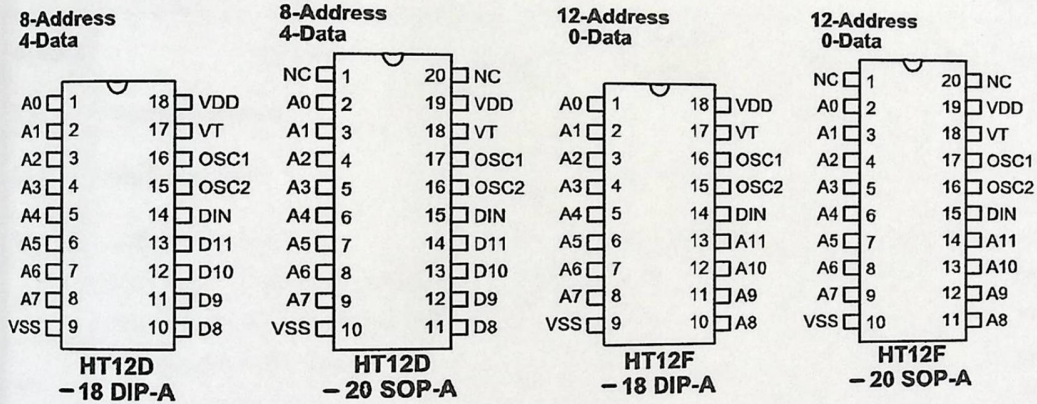 8-Address
4-Data
A0 1 18 VDD
A1 2 17 VT
A2 3 16 OSC1
A3 4 15 OSC2
A4 5 14 DIN
A5 6 13 D11
A6 7 12 D10
A7 8 11 D9
VSS 9 10 D8
HT12D
– 18 DIP-A
8-Address
4-Data
NC 1 20 NC
A0 2 19 VDD
A1 3 18 VT
A2 4 17 OSC1
A3 5 16 OSC2
A4 6 15 DIN
A5 7 14 D11
A6 8 13 D10
A7 9 12 D9
VSS 10 11 D8
HT12D
– 20 SOP-A
12-Address
0-Data
A0 1 18 VDD
A1 2 17 VT
A2 3 16 OSC1
A3 4 15 OSC2
A4 5 14 DIN
A5 6 13 A11
A6 7 12 A10
A7 8 11 A9
VSS 9 10 A8
HT12F
– 18 DIP-A
12-Address
0-Data
NC 1 20 NC
A0 2 19 VDD
A1 3 18 VT
A2 4 17 OSC1
A3 5 16 OSC2
A4 6 15 DIN
A5 7 14 A11
A6 8 13 A10
A7 9 12 A9
VSS 10 11 A8
HT12F
– 20 SOP-A